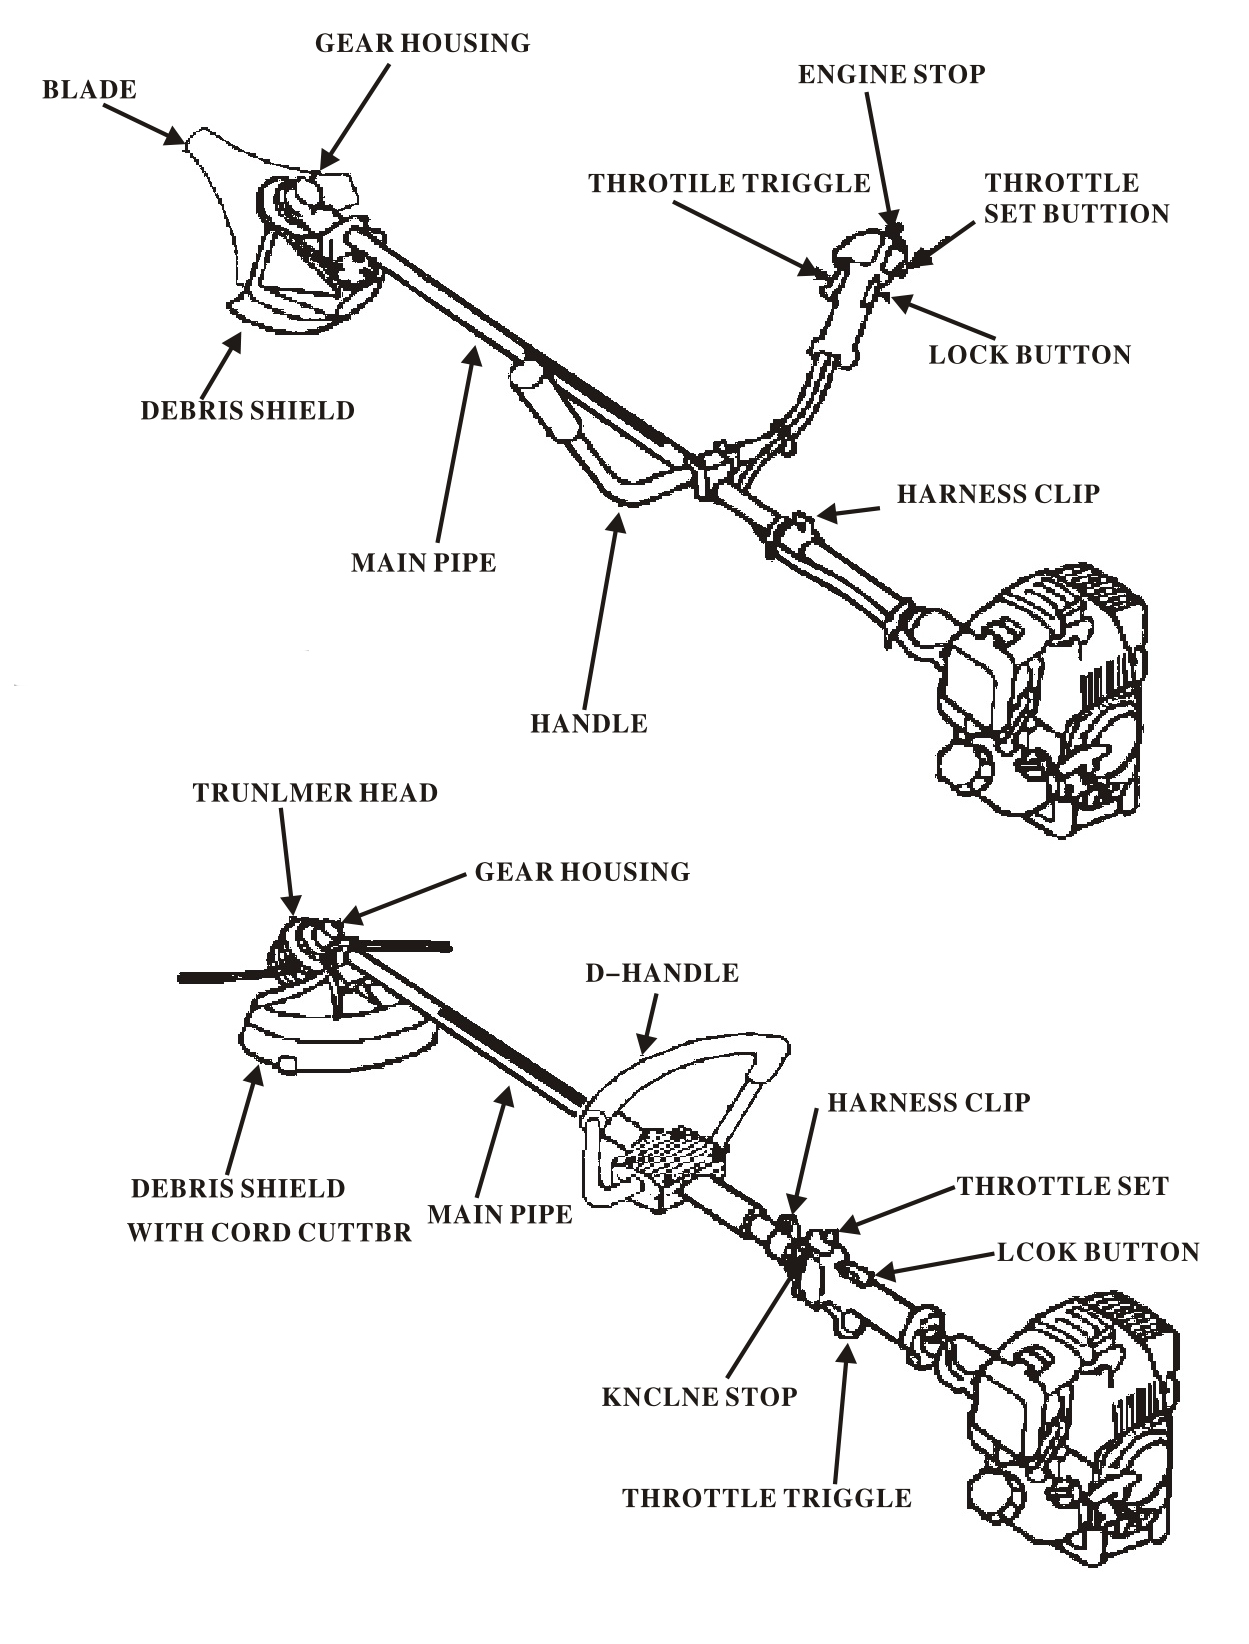 GEAR HOUSING
BLADE
ENGINE STOP
THROTILE TRIGGLE
THROTTLE
SET BUTTION
LOCK BUTTON
DEBRIS SHIELD
HARNESS CLIP
MAIN PIPE
HANDLE
TRUNLMER HEAD
GEAR HOUSING
D-HANDLE
HARNESS CLIP
DEBRIS SHIELD
WITH CORD CUTTBR
MAIN PIPE
THROTTLE SET
LCOK BUTTON
KNCLNE STOP
THROTTLE TRIGGLE